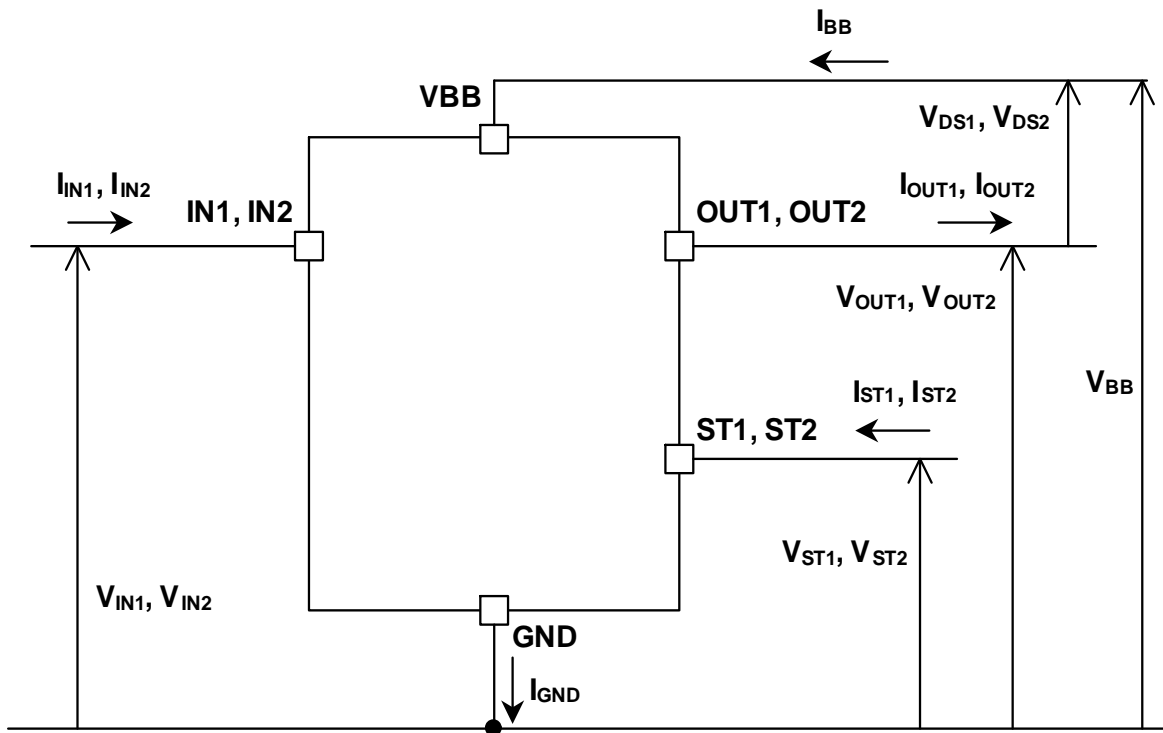 IBB
VBB
VDS1, VDS2
IIN1, IIN2
IN1, IN2
OUT1, OUT2
IOUT1, IOUT2
VOUT1, VOUT2
VBB
IST1, IST2
ST1, ST2
VST1, VST2
VIN1, VIN2
GND
IGND